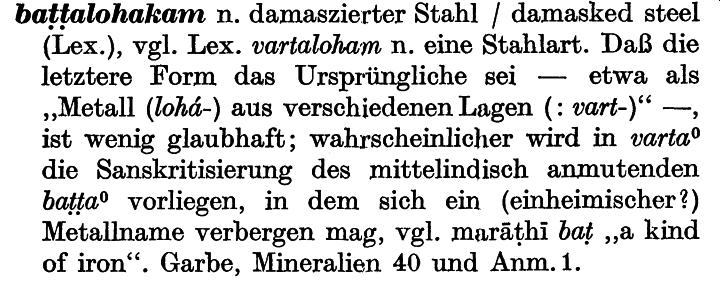 baṭṭalohakam n. damaszierter Stahl / damasked steel
(Lex.), vgl. Lex. vartaloham n. eine Stahlart. Daß die
letztere Form das Ursprüngliche sei — etwa als
„Metall (lohá-) aus verschiedenen Lagen (: vart-)“ —,
ist wenig glaubhaft; wahrscheinlicher wird in varta⁰
die Sanskritisierung des mittelindisch anmutenden
baṭṭa⁰ vorliegen, in dem sich ein (einheimischer?)
Metallname verbergen mag, vgl. marāṭhī baṭ „a kind
of iron“. Garbe, Mineralien 40 und Anm. 1.